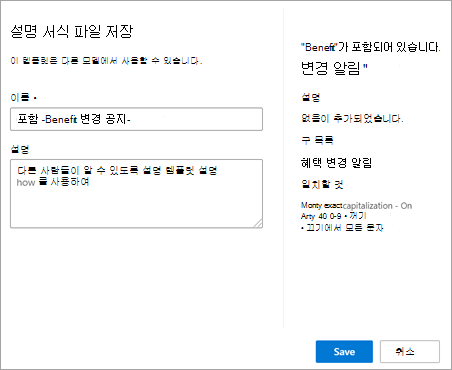 설명 서식 파일 저장
이 템플릿은 다른 모델에서 사용할 수 있습니다.
이름 *
포함 -Benefit 변경 공지-
설명
다른 사람들이 알 수 있도록 설명 템플릿 설명
how 을 사용하여
"Benefit"가 포함되어 있습니다.
변경 알림"
설명
없음이 추가되었습니다.
구 목록
혜택 변경 알림
일치할 것
Monty exactcapitalization - On
Arty 40 0-9 • 끄기
• 끄기에서 모든 문자
Save
취소